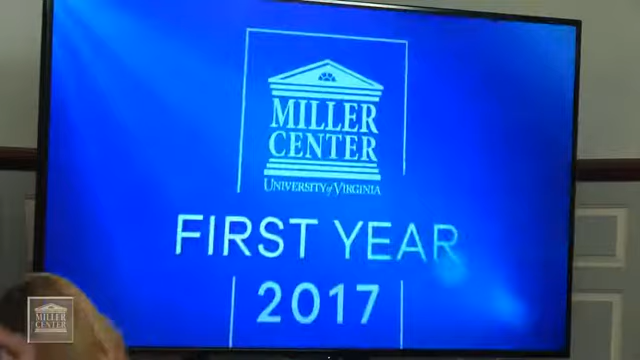 MILLER
CENTER
UNIVERSITY of VIRGINIA
FIRST YEAR
2017
MILLER
CENTER